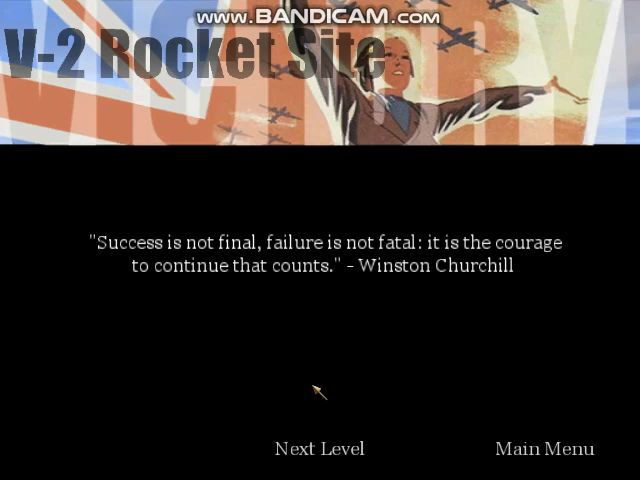 www.BANDICAM.com
VICTORY!
V-2 Rocket Site
"Success is not final, failure is not fatal: it is the courage
to continue that counts." - Winston Churchill
Next Level
Main Menu